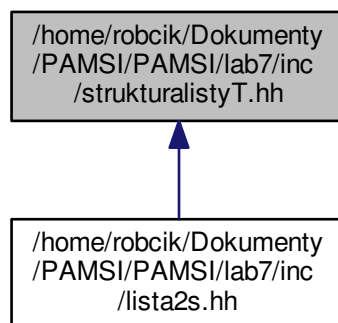 /home/robcik/Dokumenty
/PAMSI/PAMSI/lab7/inc
/strukturalistyT.hh
/home/robcik/Dokumenty
/PAMSI/PAMSI/lab7/inc
/lista2s.hh